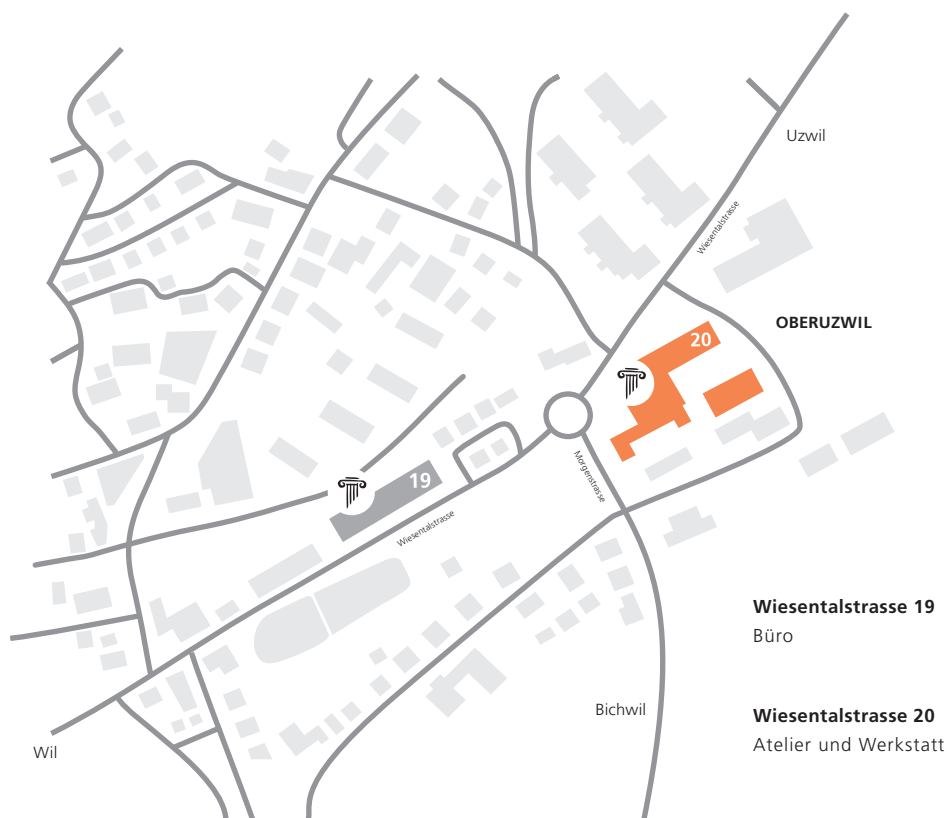 Uzwil
Wiesentalstrasse
OBERUZWIL
20
19
Morgenstrasse
Wiesentalstrasse
Wiesentalstrasse 19
Büro
Bichwil
Wiesentalstrasse 20
Atelier und Werkstatt
Wil